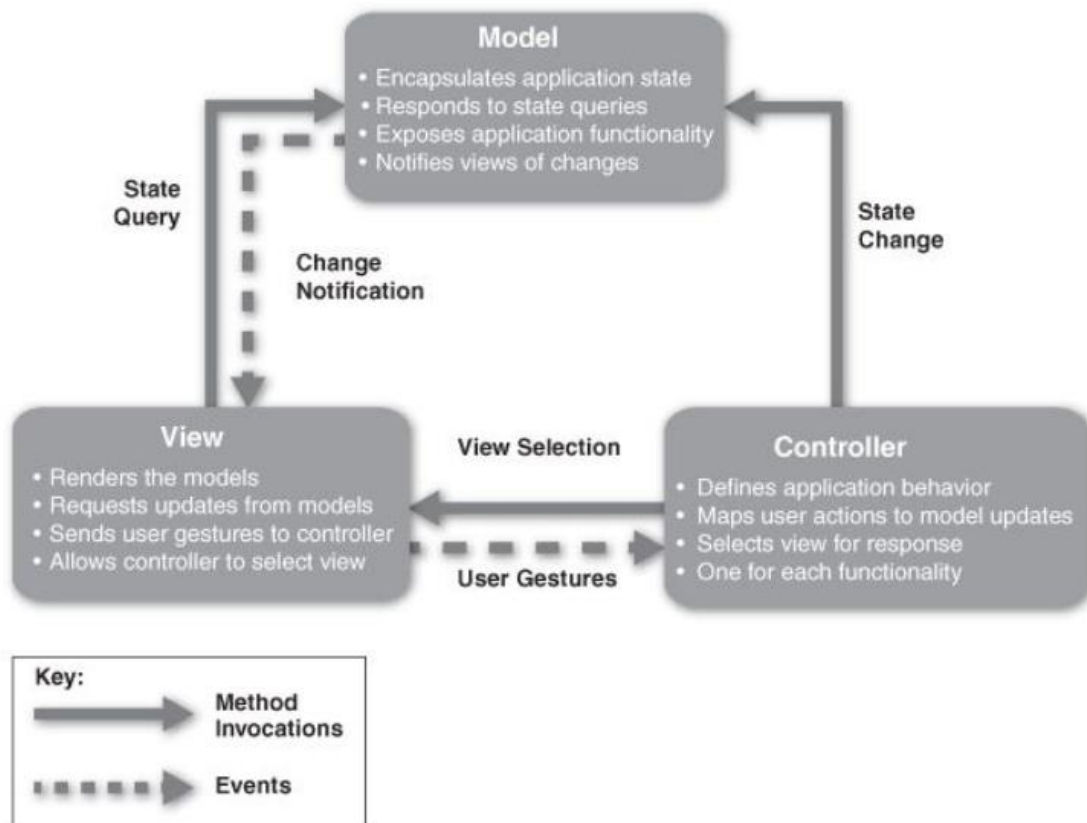 Model
• Encapsulates application state
• Responds to state queries
• Exposes application functionality
• Notifies views of changes
State
Query
Change
Notification
State
Change
View
• Renders the models
• Requests updates from models
• Sends user gestures to controller
• Allows controller to select view
View Selection
User Gestures
Controller
• Defines application behavior
• Maps user actions to model updates
• Selects view for response
• One for each functionality
Key:
Method
Invocations
Events